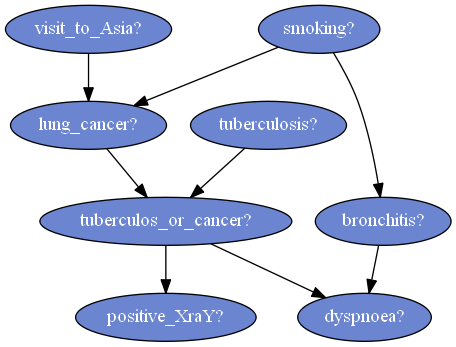 visit_to_Asia?
smoking?
lung_cancer?
tuberculosis?
tuberculos_or_cancer?
bronchitis?
positive_XraY?
dyspnoea?